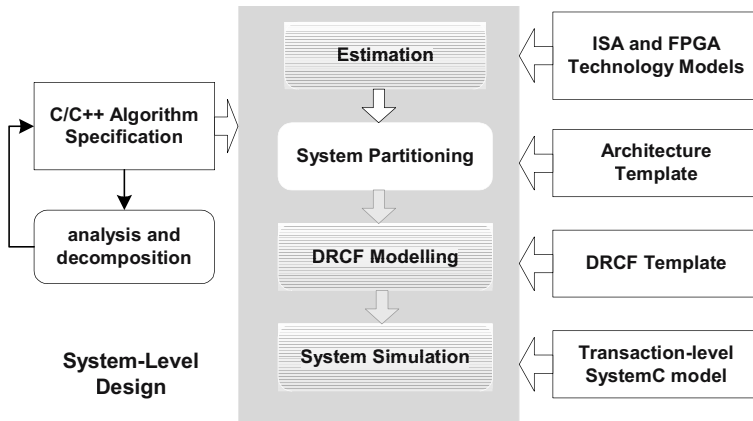 Estimation
ISA and FPGA
Technology Models
C/C++ Algorithm
Specification
System Partitioning
Architecture
Template
analysis and
decomposition
DRCF Modelling
DRCF Template
System-Level
Design
System Simulation
Transaction-level
SystemC model